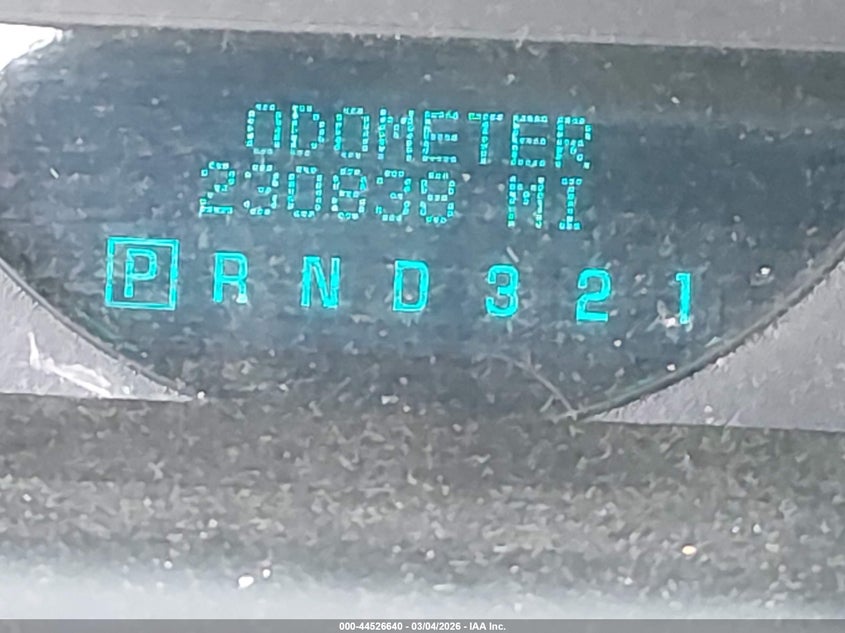 ODOMETER
230838 MI
P R N D 3 2 1
000-44526640 - 03/04/2026 - IAA Inc.